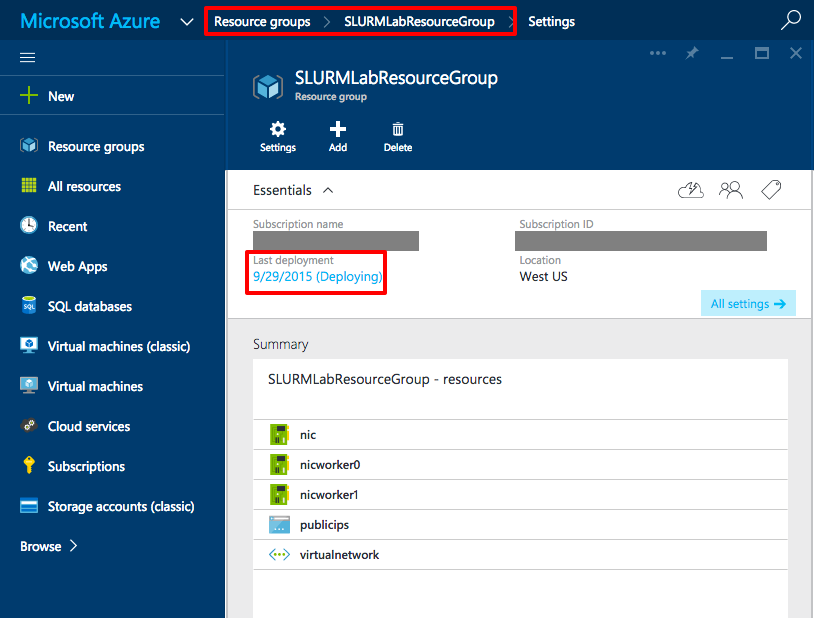 Microsoft Azure
Resource groups > SLURMLabResourceGroup > Settings
New
Resource groups
All resources
Recent
Web Apps
SQL databases
Virtual machines (classic)
Virtual machines
Cloud services
Subscriptions
Storage accounts (classic)
Browse >
SLURMLabResourceGroup
Resource group
Settings Add Delete
Essentials
Subscription name Subscription ID
Last deployment Location
9/29/2015 (Deploying) West US
All settings →
Summary
SLURMLabResourceGroup - resources
nic
nicworker0
nicworker1
publicips
virtualnetwork